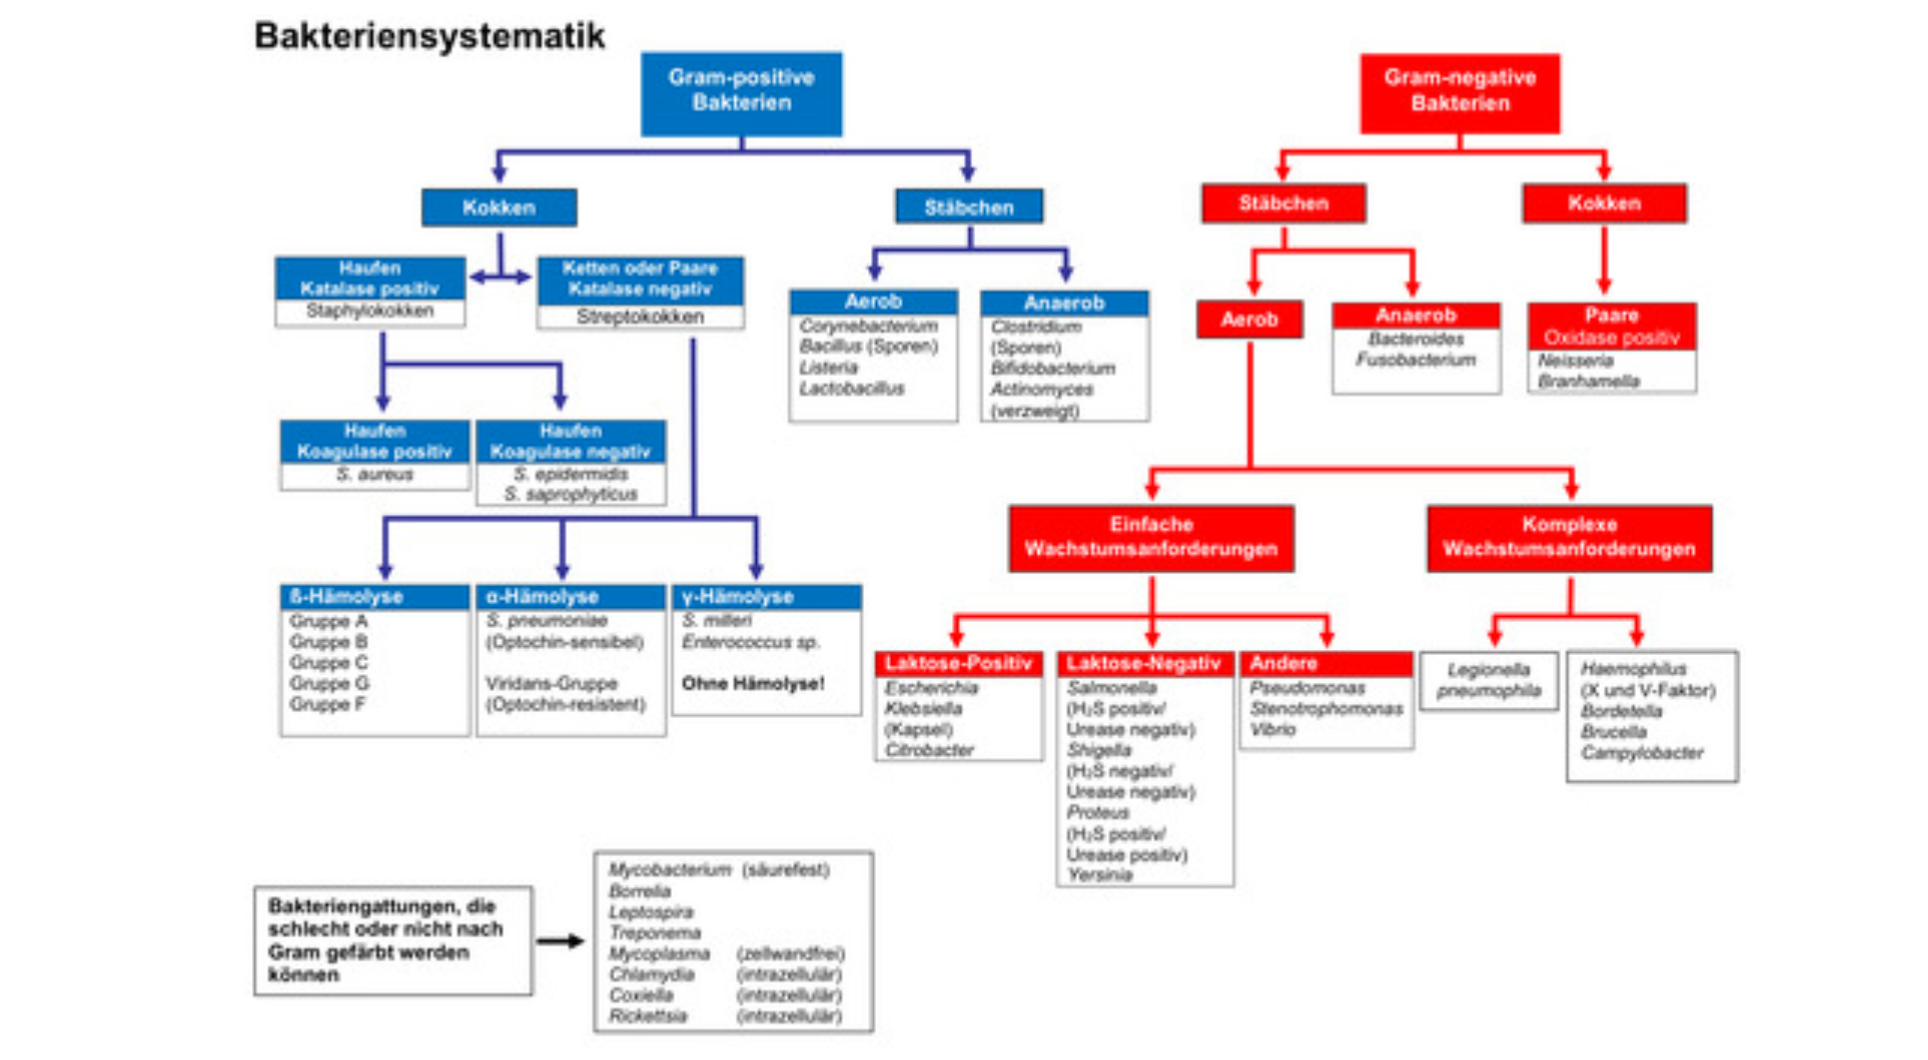 Bakteriensystematik
Gram-positive
Bakterien
Gram-negative
Bakterien
Kokken
Stäbchen
Stäbchen
Kokken
Haufen
Katalase positiv
Staphylokokken
Ketten oder Paare
Katalase negativ
Streptokokken
Aerob
Corynebacterium
Bacillus (Sporen)
Listeria
Lactobacillus
Anaerob
Clostridium
(Sporen)
Bifidobacterium
Actinomyces
(verzweigt)
Aerob
Anaerob
Bacteroides
Fusobacterium
Paare
Oxidase positiv
Neisseria
Branhamella
Haufen
Koagulase positiv
S. aureus
Haufen
Koagulase negativ
S. epidermidis
S. saprophyticus
Einfache
Wachstumsanforderungen
Komplexe
Wachstumsanforderungen
ß-Hämolyse
Gruppe A
Gruppe B
Gruppe C
Gruppe G
Gruppe F
α-Hämolyse
S. pneumoniae
(Optochin-sensibel)
Viridans-Gruppe
(Optochin-resistent)
γ-Hämolyse
S. milleri
Enterococcus sp.
Ohne Hämolyse!
Laktose-Positiv
Escherichia
Klebsiella
(Kapsel)
Citrobacter
Laktose-Negativ
Salmonella
(H₂S positiv/
Urease negativ)
Shigella
(H₂S negativ/
Urease negativ)
Proteus
(H₂S positiv/
Urease positiv)
Yersinia
Andere
Pseudomonas
Stenotrophomonas
Vibrio
Legionella
pneumophila
Haemophilus
(X und V-Faktor)
Bordetella
Brucella
Campylobacter
Bakteriengattungen, die
schlecht oder nicht nach
Gram gefärbt werden
können
Mycobacterium (säurefest)
Borrelia
Leptospira
Treponema
Mycoplasma (zellwandfrei)
Chlamydia (intrazellulär)
Coxiella (intrazellulär)
Rickettsia (intrazellulär)